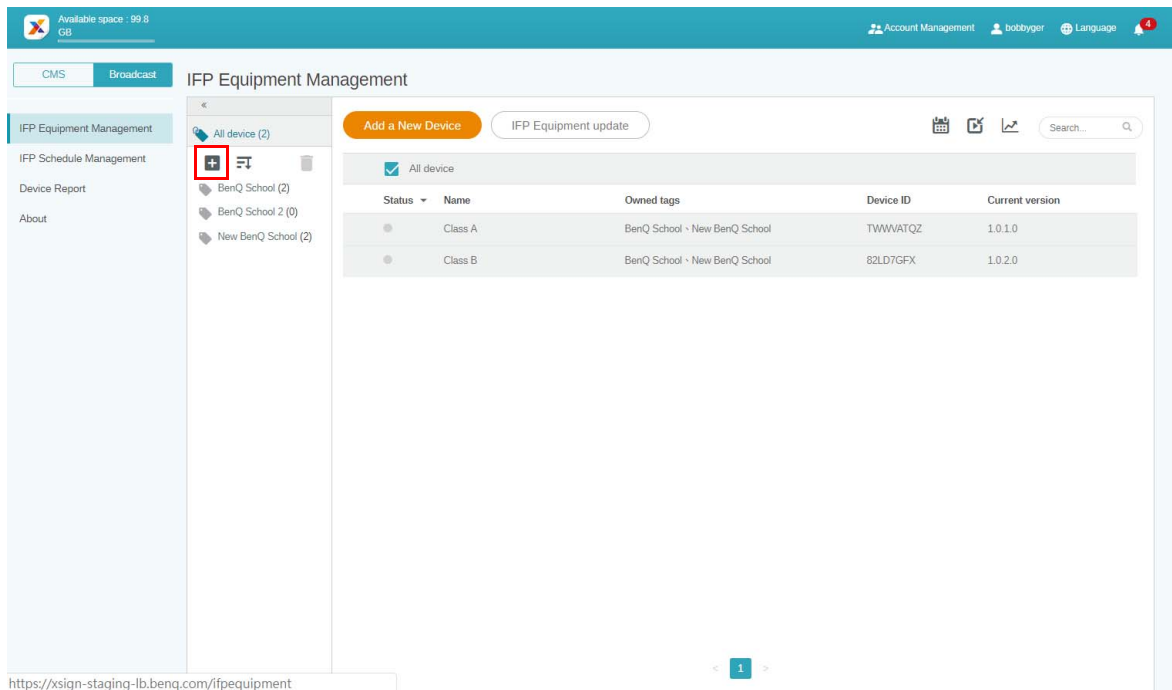 Available space : 99.8
GB
Account Management bobbyger Language 4
CMS Broadcast
IFP Equipment Management
IFP Schedule Management
Device Report
About
IFP Equipment Management
«
All device (2)
BenQ School (2)
BenQ School 2 (0)
New BenQ School (2)
Add a New Device IFP Equipment update Search...
All device
Status Name Owned tags Device ID Current version
Class A BenQ School、New BenQ School TWWVATQZ 1.0.1.0
Class B BenQ School、New BenQ School 82LD7GFX 1.0.2.0
< 1 >
https://xsign-staging-lb.benq.com/ifpequipment